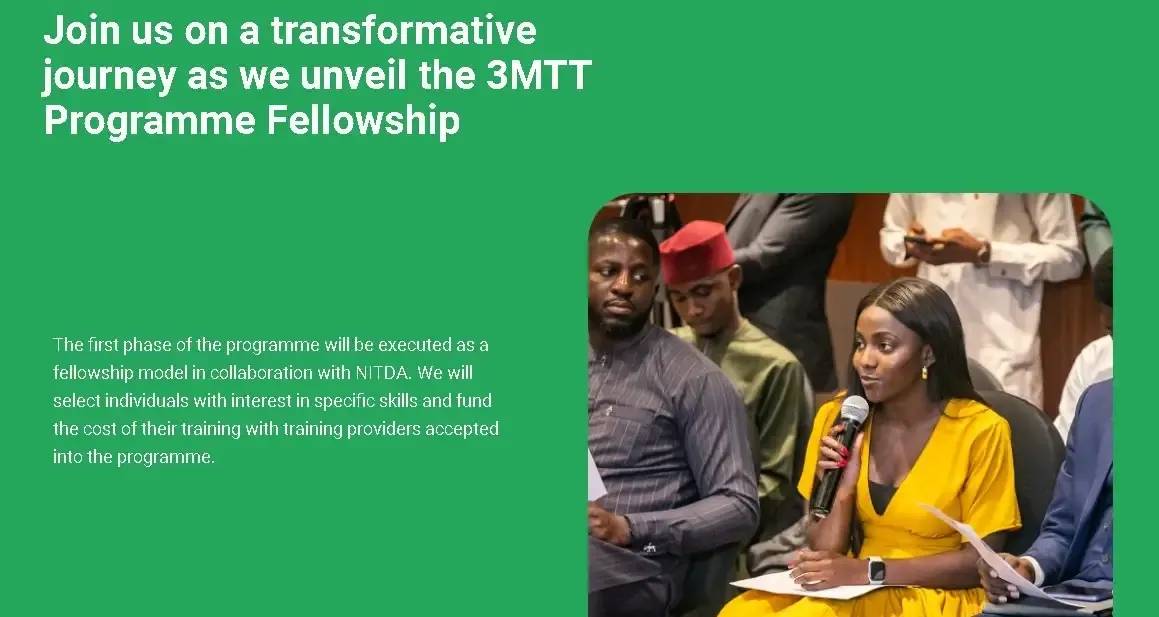 Join us on a transformative
journey as we unveil the 3MTT
Programme Fellowship
The first phase of the programme will be executed as a
fellowship model in collaboration with NITDA. We will
select individuals with interest in specific skills and fund
the cost of their training with training providers accepted
into the programme.